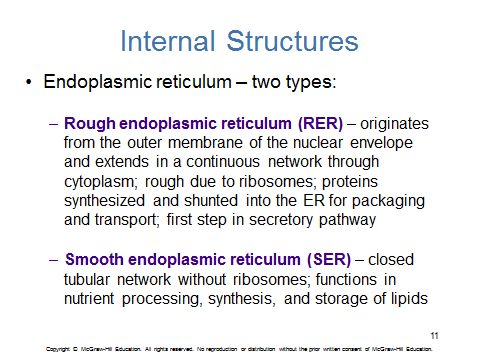 Internal Structures
• Endoplasmic reticulum – two types:
– Rough endoplasmic reticulum (RER) – originates
from the outer membrane of the nuclear envelope
and extends in a continuous network through
cytoplasm; rough due to ribosomes; proteins
synthesized and shunted into the ER for packaging
and transport; first step in secretory pathway
– Smooth endoplasmic reticulum (SER) – closed
tubular network without ribosomes; functions in
nutrient processing, synthesis, and storage of lipids
11
Copyright © McGraw-Hill Education. All rights reserved. No reproduction or distribution without the prior written consent of McGraw-Hill Education.